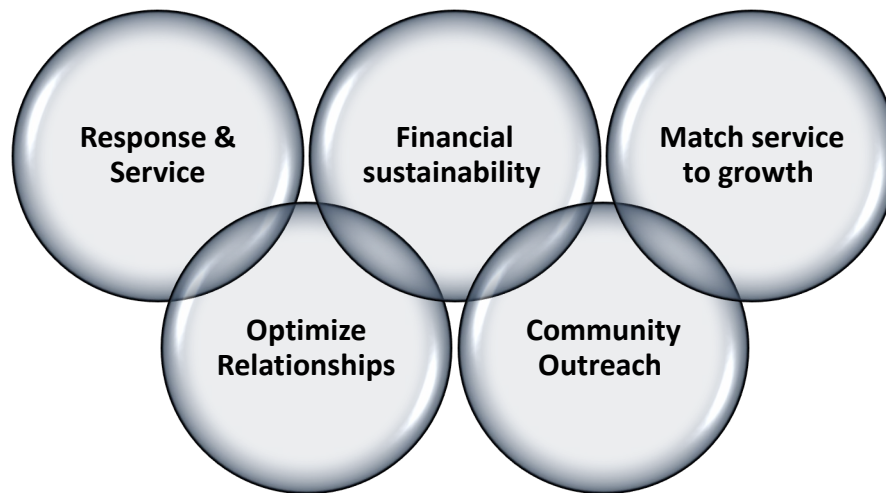 Response &
Service
Financial
sustainability
Match service
to growth
Optimize
Relationships
Community
Outreach